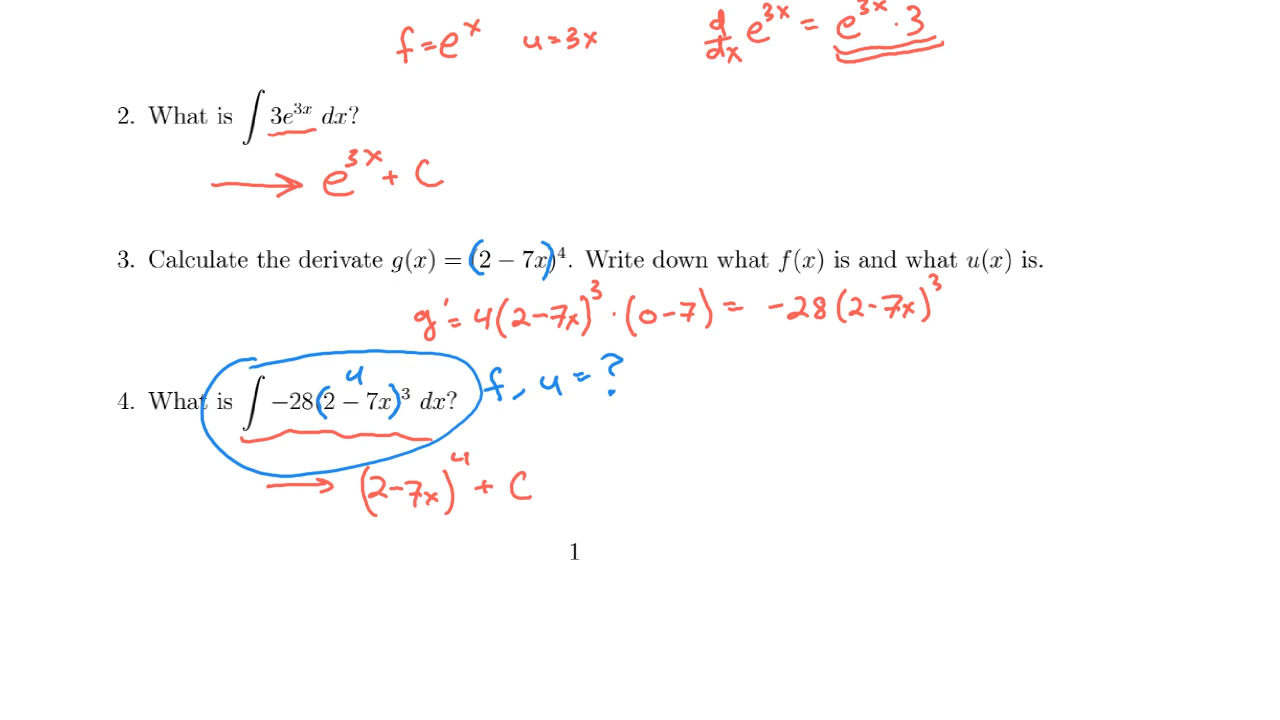 f = e^x   u = 3x   d/dx e^{3x} = e^{3x} · 3
2. What is ∫ 3e^{3x} dx?
⟶ e^{3x} + C
3. Calculate the derivate g(x) = (2 − 7x)^4. Write down what f(x) is and what u(x) is.
g' = 4(2−7x)^3 · (0−7) = −28(2−7x)^3
u
4. What is ∫ −28(2 − 7x)^3 dx? f, u = ?
⟶ (2−7x)^4 + C
1